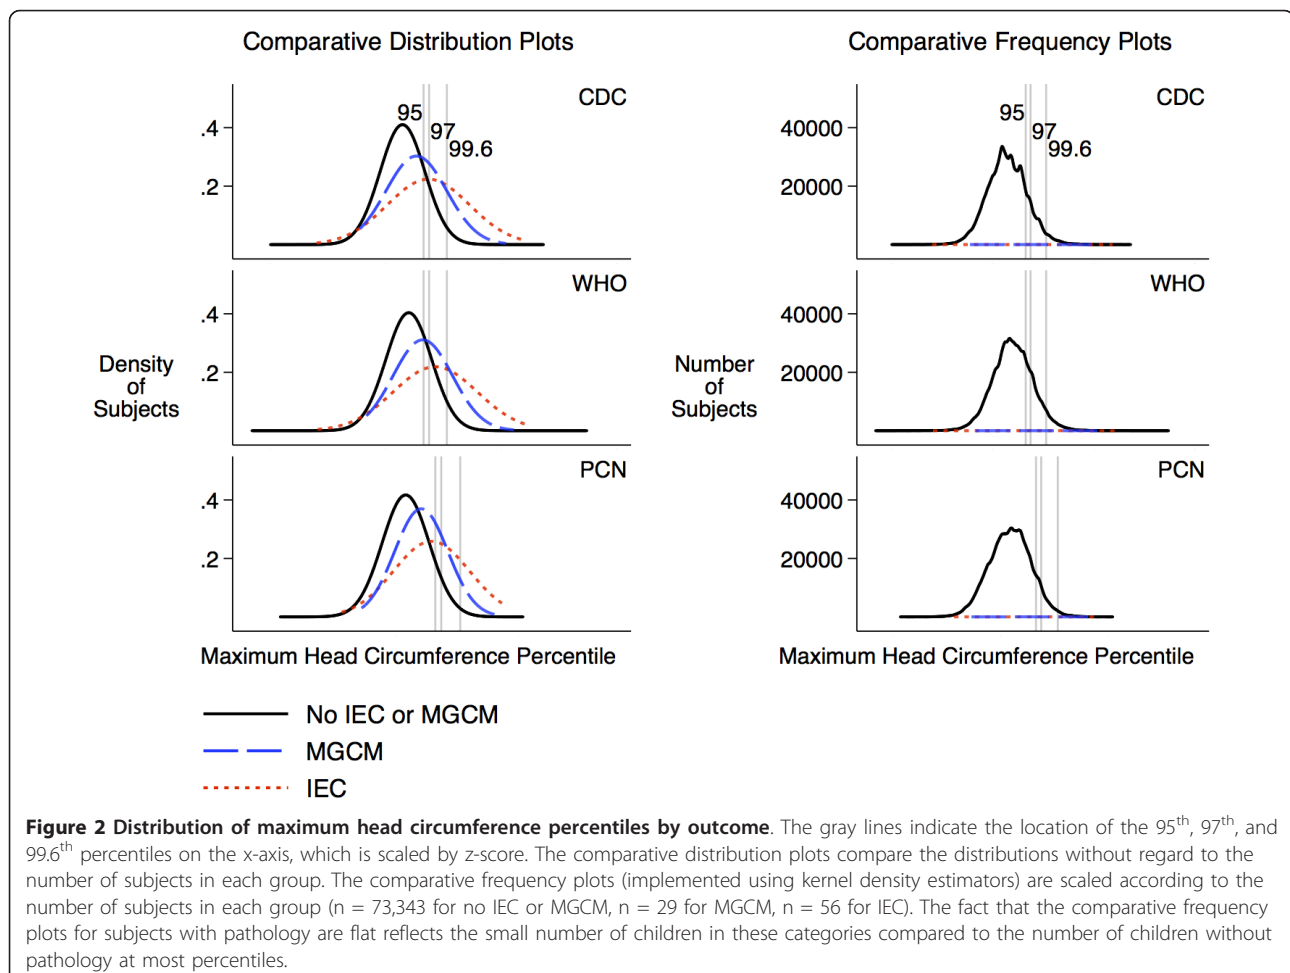 Comparative Distribution Plots
CDC
.4
.2
95
97
99.6
WHO
.4
.2
Density
of
Subjects
PCN
.4
.2
Maximum Head Circumference Percentile
Comparative Frequency Plots
CDC
40000
20000
95
97
99.6
WHO
40000
20000
Number
of
Subjects
PCN
40000
20000
Maximum Head Circumference Percentile
No IEC or MGCM
MGCM
IEC
Figure 2 Distribution of maximum head circumference percentiles by outcome. The gray lines indicate the location of the 95th, 97th, and
99.6th percentiles on the x-axis, which is scaled by z-score. The comparative distribution plots compare the distributions without regard to the
number of subjects in each group. The comparative frequency plots (implemented using kernel density estimators) are scaled according to the
number of subjects in each group (n = 73,343 for no IEC or MGCM, n = 29 for MGCM, n = 56 for IEC). The fact that the comparative frequency
plots for subjects with pathology are flat reflects the small number of children in these categories compared to the number of children without
pathology at most percentiles.